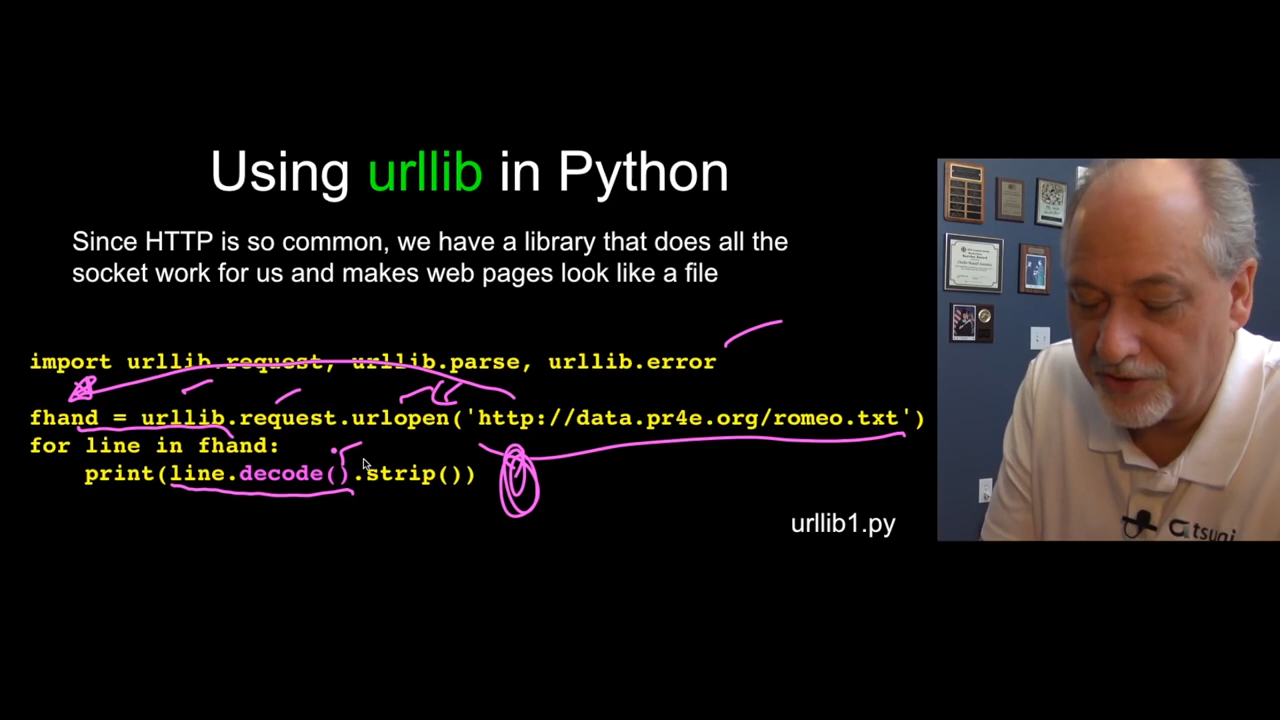 Using urllib in Python
Since HTTP is so common, we have a library that does all the
socket work for us and makes web pages look like a file
import urllib.request, urllib.parse, urllib.error
fhand = urllib.request.urlopen('http://data.pr4e.org/romeo.txt')
for line in fhand:
    print(line.decode().strip())
urllib1.py
tsugi